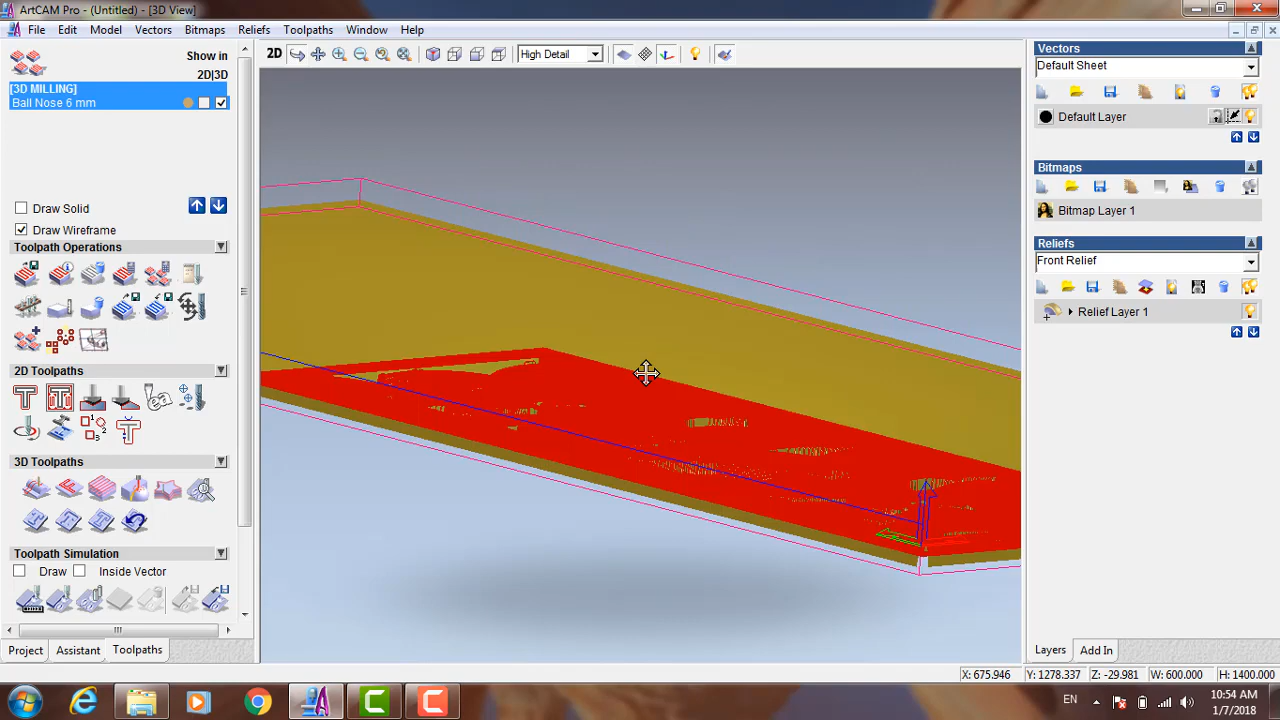 ArtCAM Pro - (Untitled) - [3D View]
File Edit Model Vectors Bitmaps Reliefs Toolpaths Window Help
Show in
2D|3D
[3D MILLING]
Ball Nose 6 mm
Draw Solid
Draw Wireframe
Toolpath Operations
2D Toolpaths
3D Toolpaths
Toolpath Simulation
Draw Inside Vector
Project Assistant Toolpaths
2D High Detail
Vectors
Default Sheet
Default Layer
Bitmaps
Bitmap Layer 1
Reliefs
Front Relief
Relief Layer 1
Layers Add In
X: 675.946 Y: 1278.337 Z: -29.981 W: 600.000 H: 1400.000
EN 10:54 AM
1/7/2018